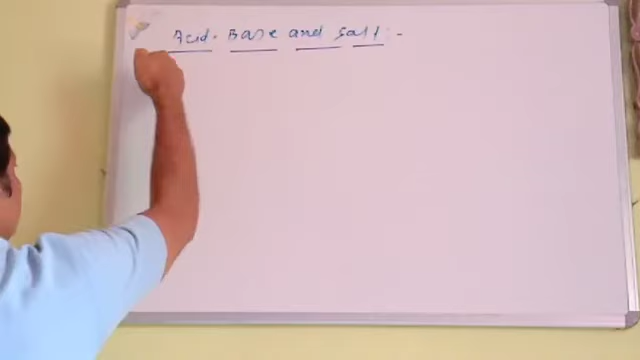 Acid. Base and Salt :-